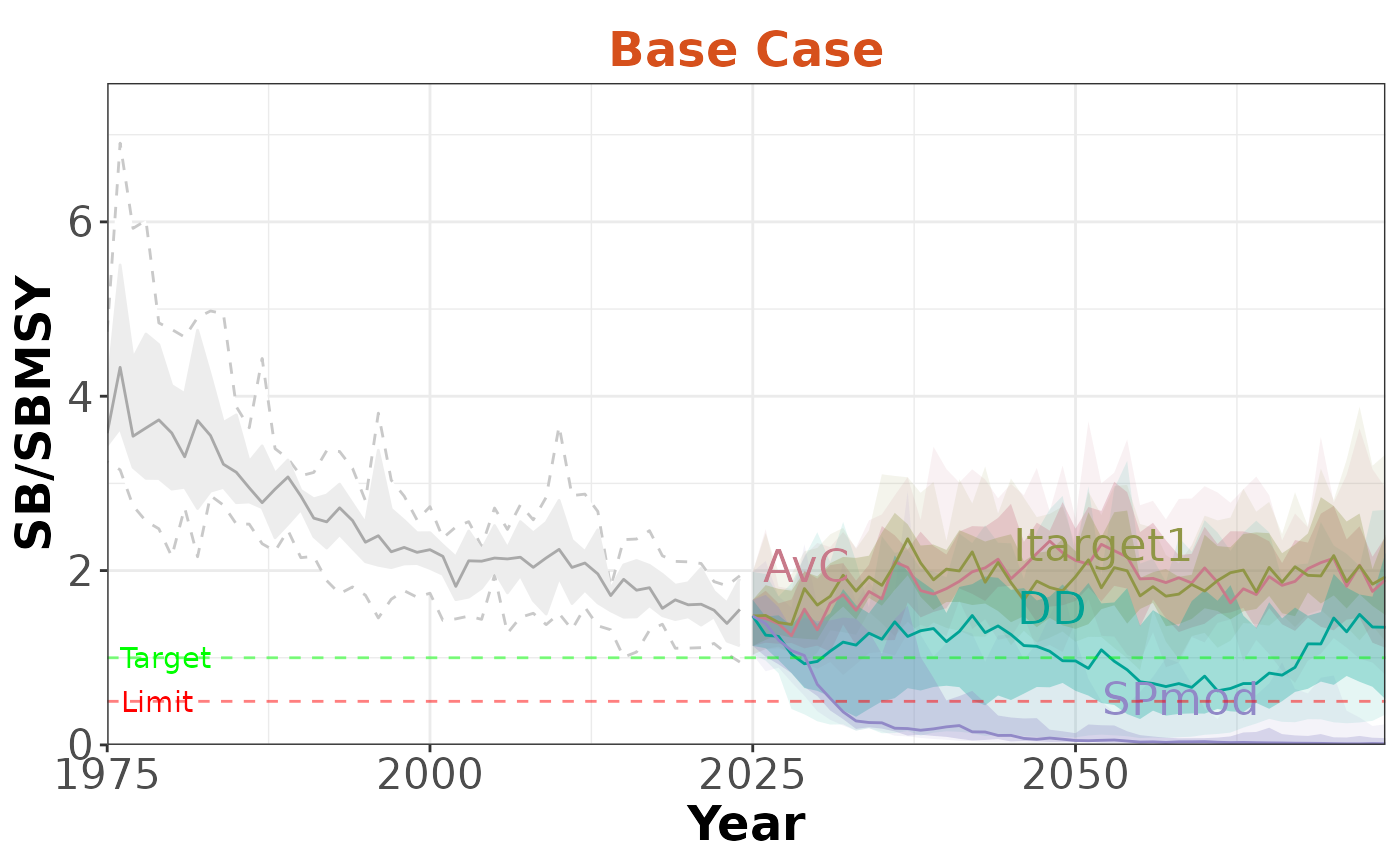 Base Case
SB/SBMSY
6
4
2
0
AvC
Itarget1
DD
SPmod
Target
Limit
1975
2000
2025
2050
Year